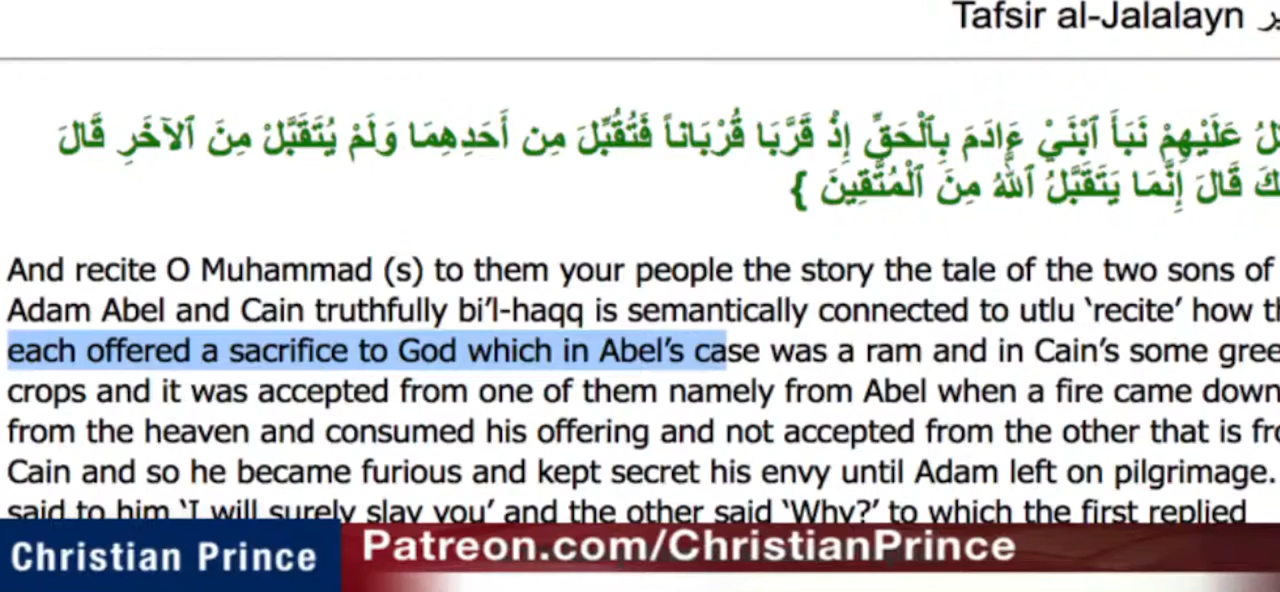 Tafsir al-Jalalayn
عَلَيْهِمْ نَبَأَ ٱبْنَيْ ءَادَمَ بِٱلْحَقِّ إِذْ قَرَّبَا قُرْبَاناً فَتُقُبِّلَ مِن أَحَدِهِمَا وَلَمْ يُتَقَبَّلْ مِنَ ٱلآخَرِ قَالَ
قَالَ إِنَّمَا يَتَقَبَّلُ ٱللَّهُ مِنَ ٱلْمُتَّقِينَ }
And recite O Muhammad (s) to them your people the story the tale of the two sons of
Adam Abel and Cain truthfully bi’l-haqq is semantically connected to utlu ‘recite’ how
each offered a sacrifice to God which in Abel’s case was a ram and in Cain’s some
crops and it was accepted from one of them namely from Abel when a fire came down
from the heaven and consumed his offering and not accepted from the other that is
Cain and so he became furious and kept secret his envy until Adam left on pilgrimage.
said to him ‘I will surely slay you’ and the other said ‘Why?’ to which the first replied
Christian Prince
Patreon.com/ChristianPrince